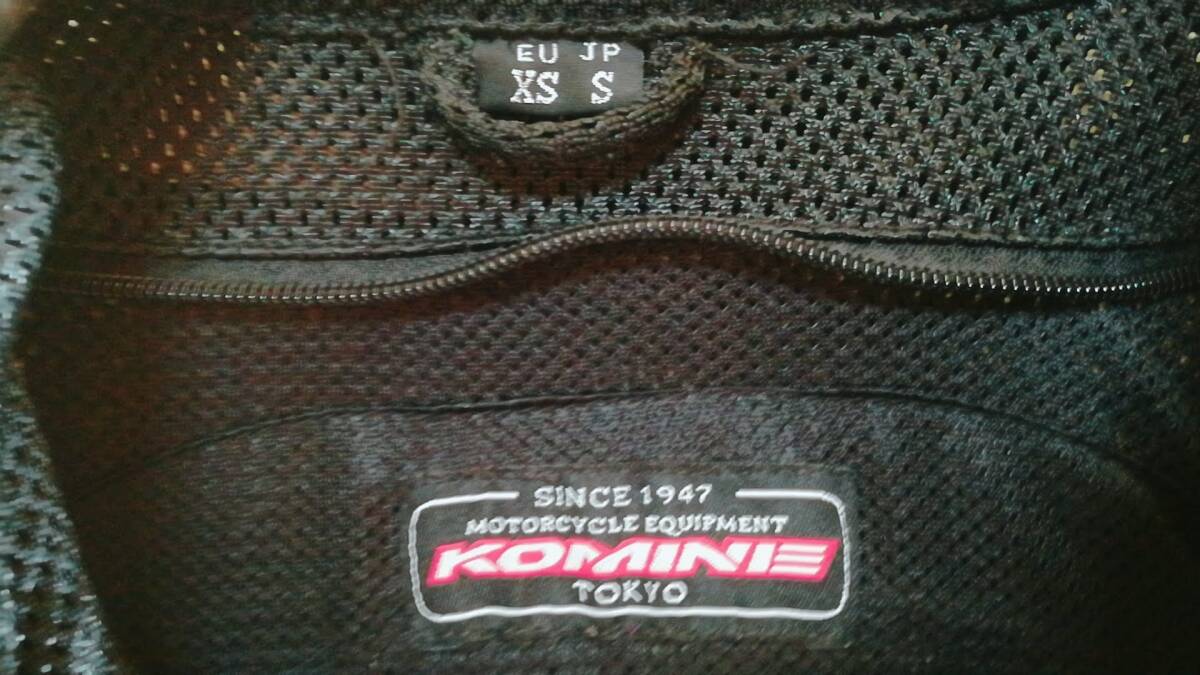 EU JP
XS S
SINCE 1947
MOTORCYCLE EQUIPMENT
KOMINE
TOKYO